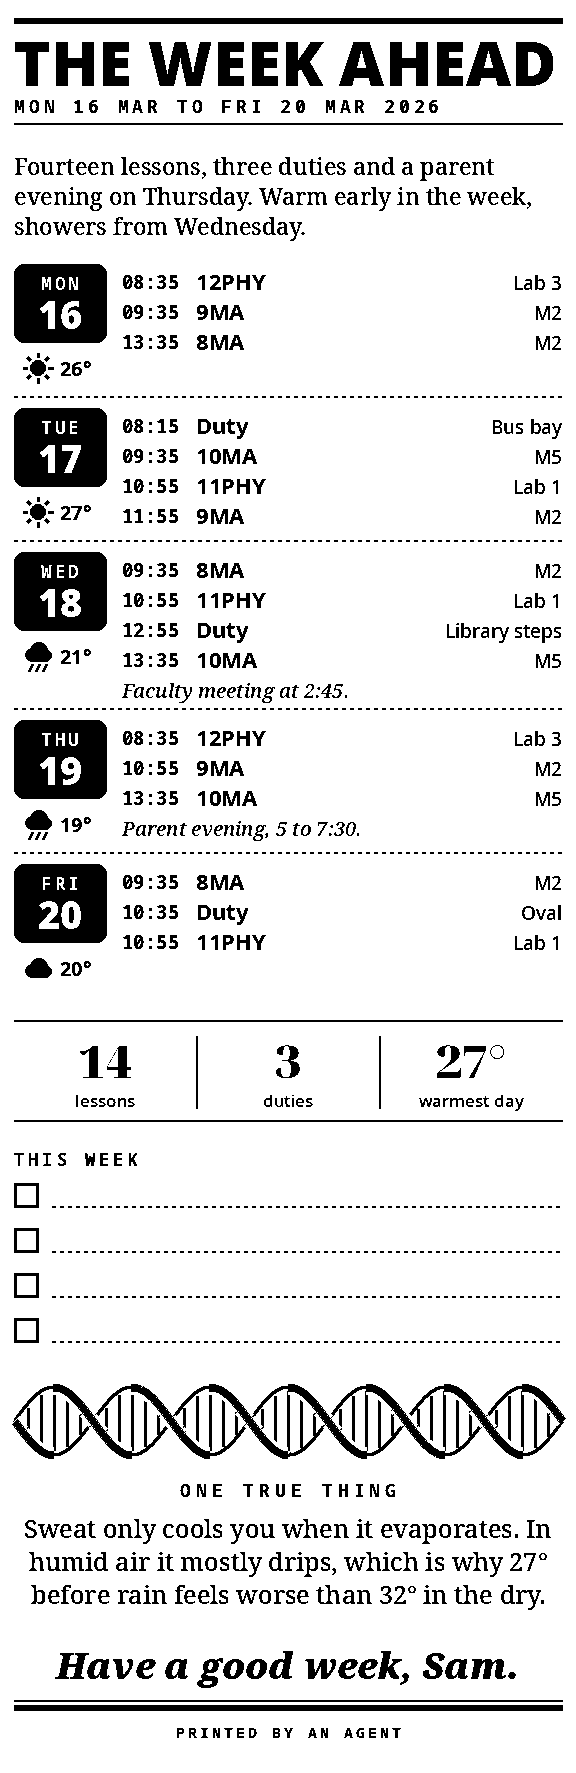 THE WEEK AHEAD
MON 16 MAR TO FRI 20 MAR 2026
Fourteen lessons, three duties and a parent
evening on Thursday. Warm early in the week,
showers from Wednesday.
MON
16
26°
08:35 12PHY Lab 3
09:35 9MA M2
13:35 8MA M2
TUE
17
27°
08:15 Duty Bus bay
09:35 10MA M5
10:55 11PHY Lab 1
11:55 9MA M2
WED
18
21°
09:35 8MA M2
10:55 11PHY Lab 1
12:55 Duty Library steps
13:35 10MA M5
Faculty meeting at 2:45.
THU
19
19°
08:35 12PHY Lab 3
10:55 9MA M2
13:35 10MA M5
Parent evening, 5 to 7:30.
FRI
20
20°
09:35 8MA M2
10:35 Duty Oval
10:55 11PHY Lab 1
14 3 27°
lessons duties warmest day
THIS WEEK
ONE TRUE THING
Sweat only cools you when it evaporates. In
humid air it mostly drips, which is why 27°
before rain feels worse than 32° in the dry.
Have a good week, Sam.
PRINTED BY AN AGENT